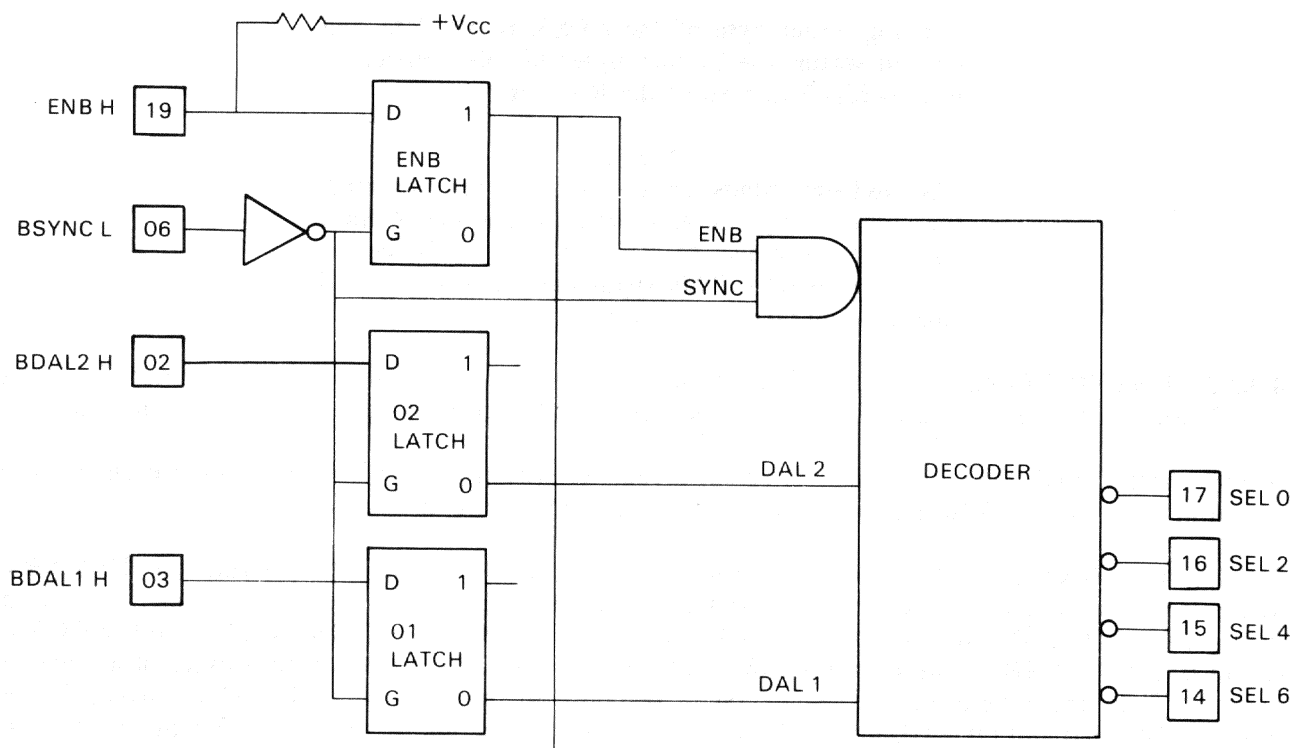 +VCC
ENB H 19
D 1
ENB
LATCH
G 0
BSYNC L 06
ENB
SYNC
BDAL2 H 02
D 1
02
LATCH
G 0
DAL 2
DECODER
17 SEL 0
16 SEL 2
15 SEL 4
14 SEL 6
BDAL1 H 03
D 1
01
LATCH
G 0
DAL 1